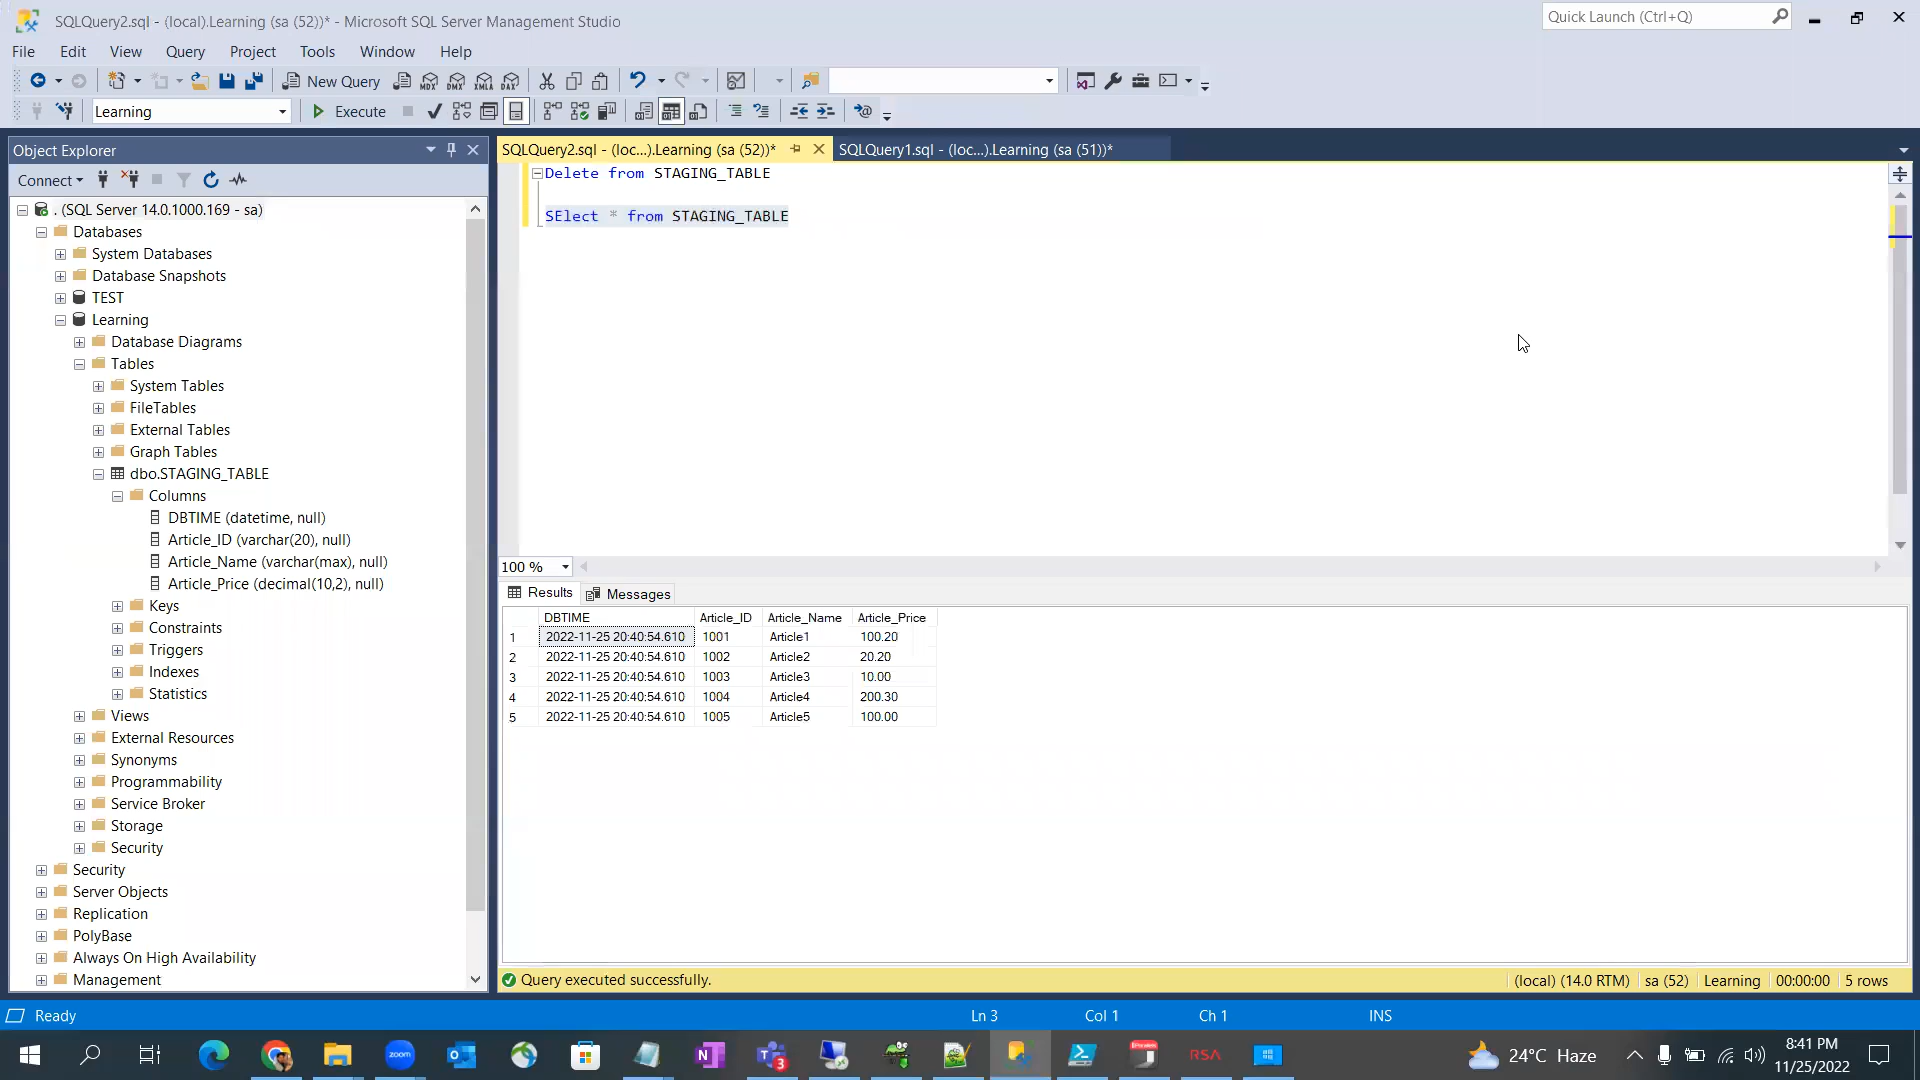 SQLQuery2.sql - (local).Learning (sa (52))* - Microsoft SQL Server Management Studio
Quick Launch (Ctrl+Q)
File Edit View Query Project Tools Window Help
New Query MDX DMX XMLA DAX
Learning Execute
Object Explorer
SQLQuery2.sql - (loc...).Learning (sa (52))* SQLQuery1.sql - (loc...).Learning (sa (51))*
Connect
Delete from STAGING_TABLE
SElect * from STAGING_TABLE
. (SQL Server 14.0.1000.169 - sa)
Databases
System Databases
Database Snapshots
TEST
Learning
Database Diagrams
Tables
System Tables
FileTables
External Tables
Graph Tables
dbo.STAGING_TABLE
Columns
DBTIME (datetime, null)
Article_ID (varchar(20), null)
Article_Name (varchar(max), null)
Article_Price (decimal(10,2), null)
Keys
Constraints
Triggers
Indexes
Statistics
Views
External Resources
Synonyms
Programmability
Service Broker
Storage
Security
Security
Server Objects
Replication
PolyBase
Always On High Availability
Management
100 %
Results Messages
DBTIME Article_ID Article_Name Article_Price
1 2022-11-25 20:40:54.610 1001 Article1 100.20
2 2022-11-25 20:40:54.610 1002 Article2 20.20
3 2022-11-25 20:40:54.610 1003 Article3 10.00
4 2022-11-25 20:40:54.610 1004 Article4 200.30
5 2022-11-25 20:40:54.610 1005 Article5 100.00
Query executed successfully. (local) (14.0 RTM) sa (52) Learning 00:00:00 5 rows
Ready Ln 3 Col 1 Ch 1 INS
zoom
3
RSA
24°C Haze
8:41 PM
11/25/2022